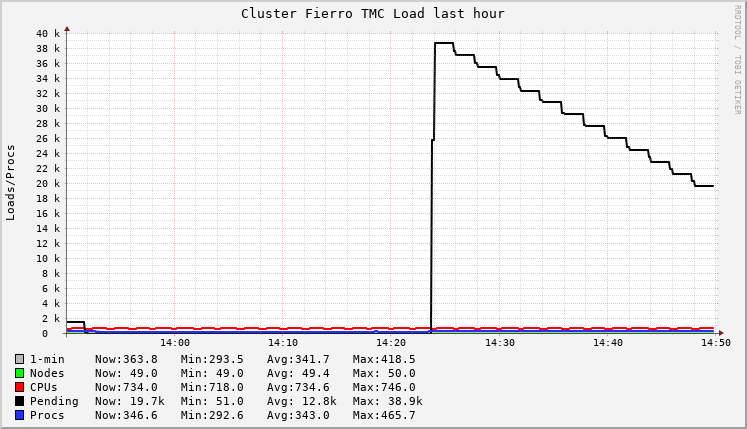 Cluster Fierro TMC Load last hour
RRDTOOL / TOBI OETIKER
Loads/Procs
40 k
38 k
36 k
34 k
32 k
30 k
28 k
26 k
24 k
22 k
20 k
18 k
16 k
14 k
12 k
10 k
8 k
6 k
4 k
2 k
0
14:00 14:10 14:20 14:30 14:40 14:50
1-min Now:363.8 Min:293.5 Avg:341.7 Max:418.5
Nodes Now: 49.0 Min: 49.0 Avg: 49.4 Max: 50.0
CPUs Now:734.0 Min:718.0 Avg:734.6 Max:746.0
Pending Now: 19.7k Min: 51.0 Avg: 12.8k Max: 38.9k
Procs Now:346.6 Min:292.6 Avg:343.0 Max:465.7